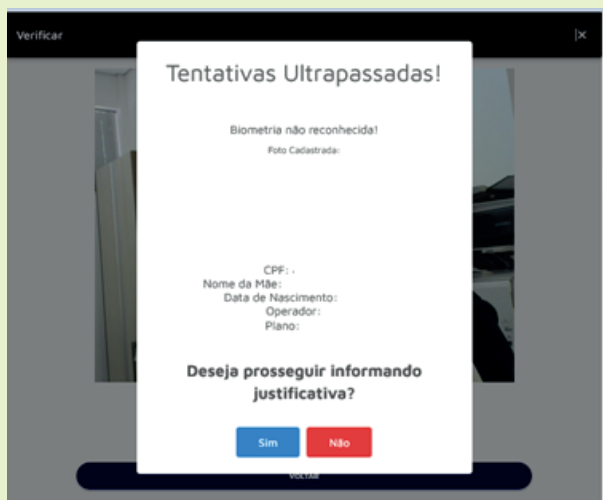 Verificar
Tentativas Ultrapassadas!
Biometria não reconhecida!
Foto Cadastrada:
CPF:
Nome da Mãe:
Data de Nascimento:
Operador:
Plano:
Deseja prosseguir informando
justificativa?
Sim
Não
VOLTAR